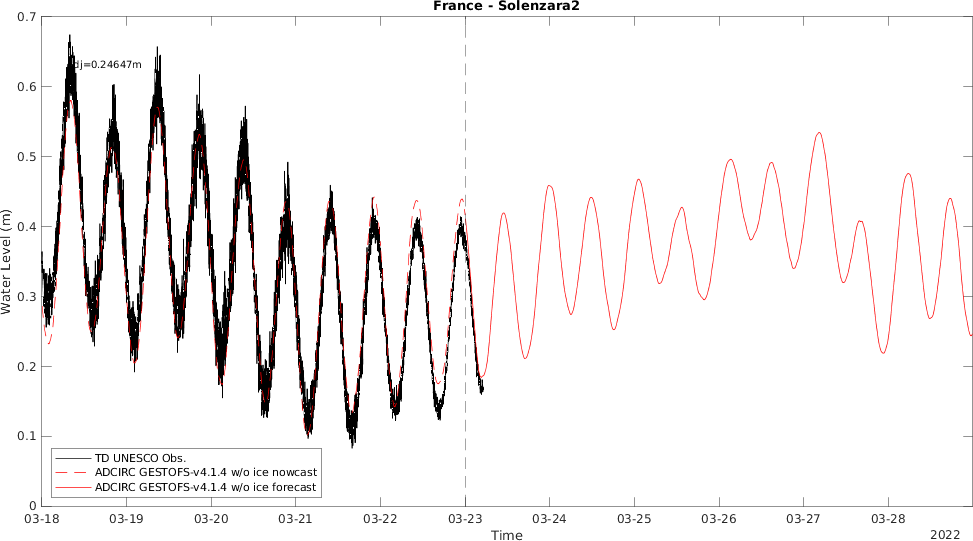 France - Solenzara2
0.7
0.6
0.5
0.4
0.3
0.2
0.1
0
Water Level (m)
dj=0.24647m
TD UNESCO Obs.
ADCIRC GESTOFS-v4.1.4 w/o ice nowcast
ADCIRC GESTOFS-v4.1.4 w/o ice forecast
03-18 03-19 03-20 03-21 03-22 03-23 03-24 03-25 03-26 03-27 03-28
Time
2022